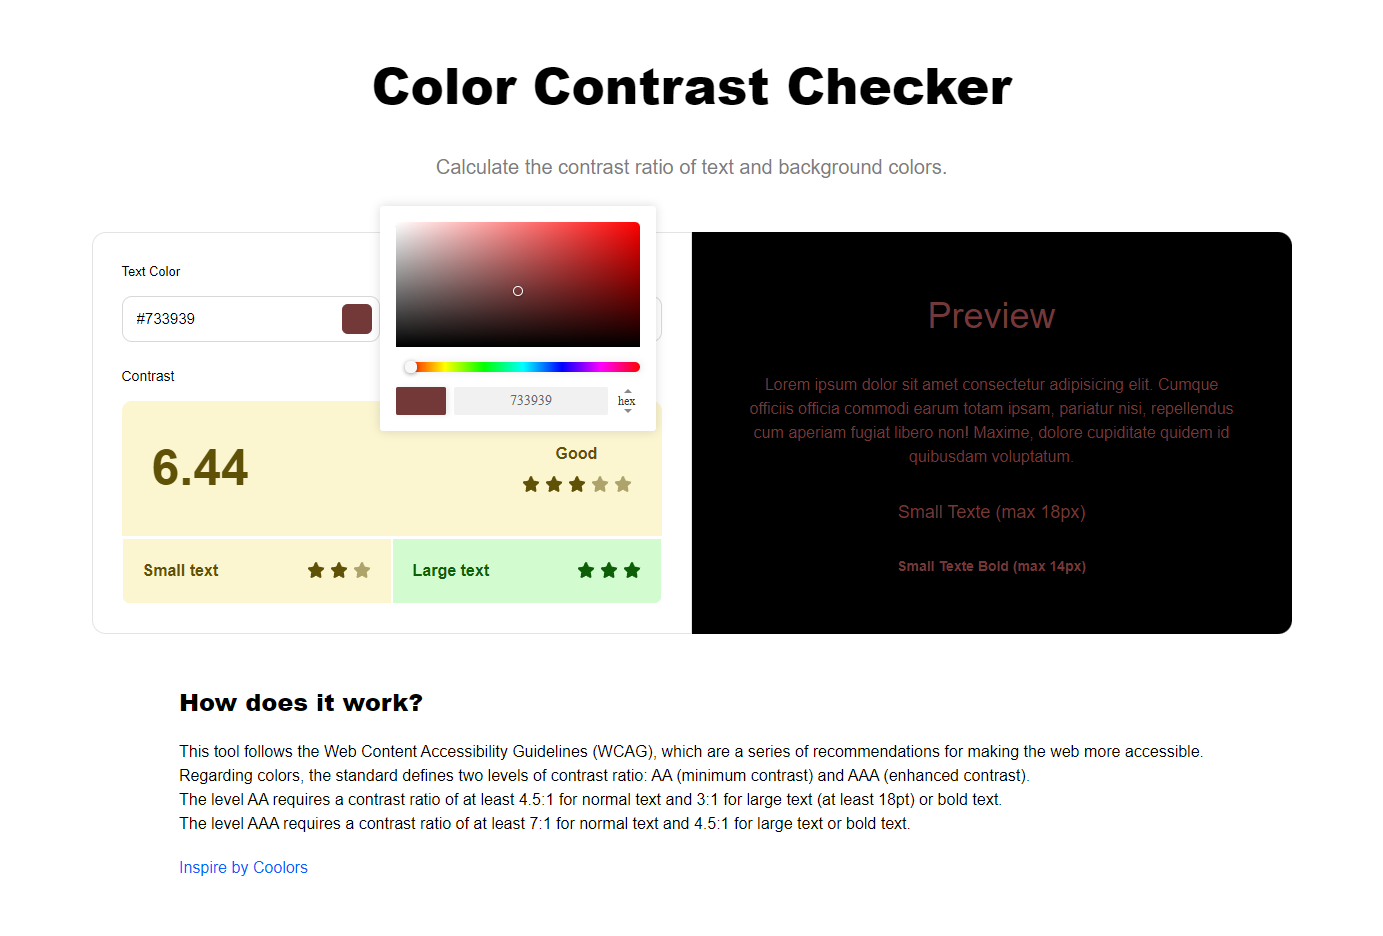 Color Contrast Checker
Calculate the contrast ratio of text and background colors.
Text Color
#733939
733939
hex
Contrast
6.44
Good
Small text
Large text
Preview
Lorem ipsum dolor sit amet consectetur adipisicing elit. Cumque
officiis officia commodi earum totam ipsam, pariatur nisi, repellendus
cum aperiam fugiat libero non! Maxime, dolore cupiditate quidem id
quibusdam voluptatum.
Small Texte (max 18px)
Small Texte Bold (max 14px)
How does it work?
This tool follows the Web Content Accessibility Guidelines (WCAG), which are a series of recommendations for making the web more accessible.
Regarding colors, the standard defines two levels of contrast ratio: AA (minimum contrast) and AAA (enhanced contrast).
The level AA requires a contrast ratio of at least 4.5:1 for normal text and 3:1 for large text (at least 18pt) or bold text.
The level AAA requires a contrast ratio of at least 7:1 for normal text and 4.5:1 for large text or bold text.
Inspire by Coolors